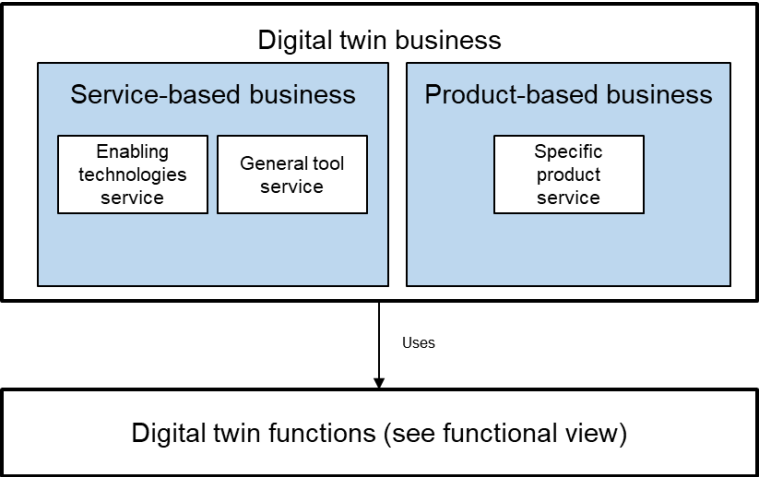 Digital twin business
Service-based business
Product-based business
Enabling
technologies
service
General tool
service
Specific
product
service
Uses
Digital twin functions (see functional view)